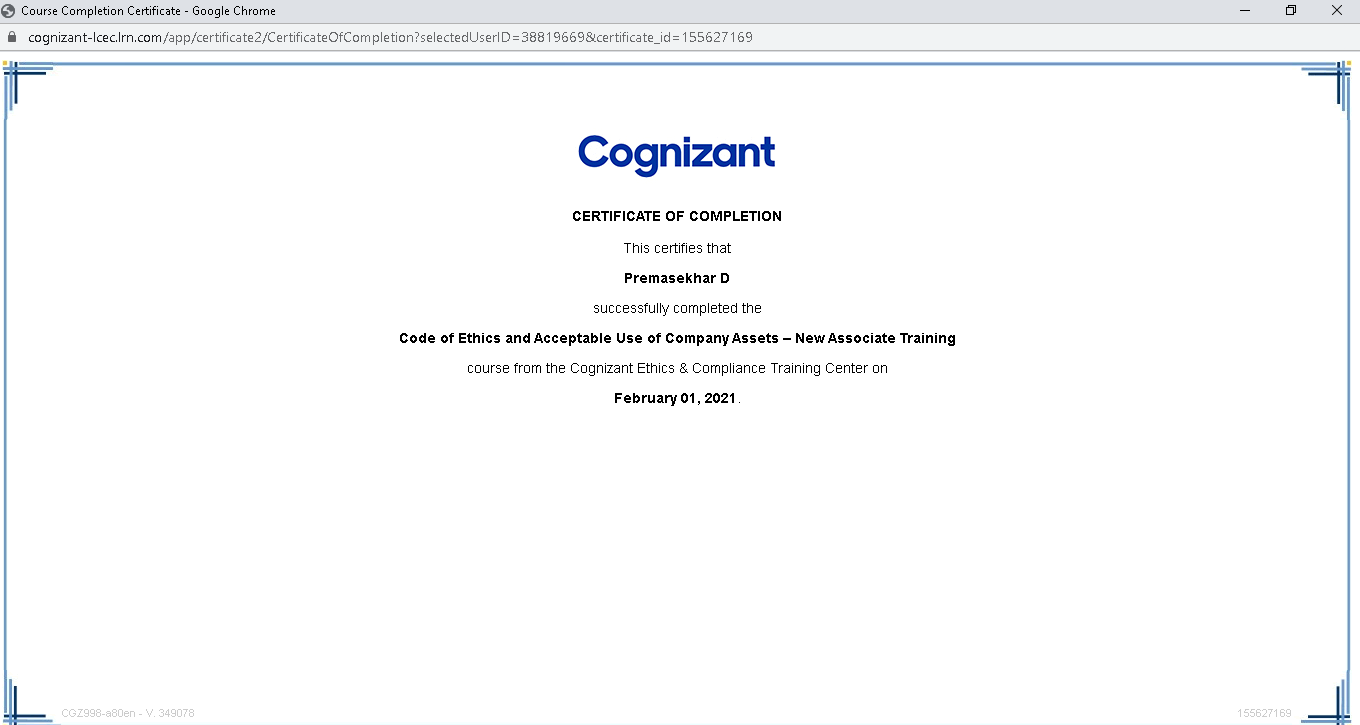 Course Completion Certificate - Google Chrome
cognizant-lcec.lrn.com/app/certificate2/CertificateOfCompletion?selectedUserID=38819669&certificate_id=155627169
Cognizant
CERTIFICATE OF COMPLETION
This certifies that
Premasekhar D
successfully completed the
Code of Ethics and Acceptable Use of Company Assets – New Associate Training
course from the Cognizant Ethics & Compliance Training Center on
February 01, 2021.
CGZ998-a80en - V. 349078
155627169